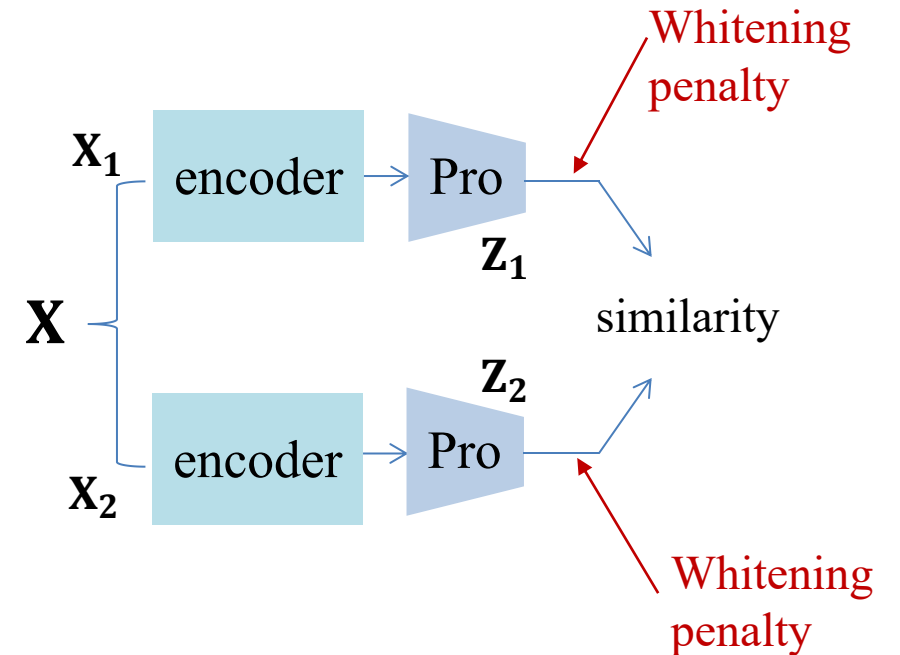 Whitening
penalty
X₁
encoder
Pro
Z₁
X
similarity
Z₂
encoder
Pro
X₂
Whitening
penalty